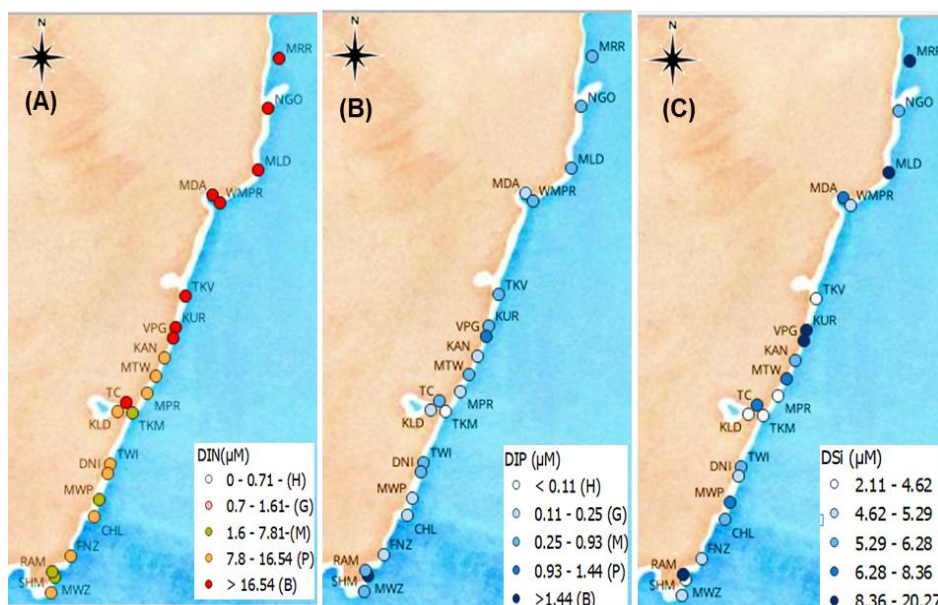 N
(A)
MRR
NGO
MLD
MDA
WMPR
TKV
KUR
VPG
KAN
MTW
TC
MPR
KLD
TKM
TWI
DNI
MWP
CHL
FNZ
RAM
SHM
MWZ
DIN(µM)
0 - 0.71 - (H)
0.7 - 1.61- (G)
1.6 - 7.81-(M)
7.8 - 16.54 (P)
> 16.54 (B)
N
(B)
MRR
NGO
MLD
MDA
WMPR
TKV
KUR
VPG
KAN
MTW
TC
MPR
KLD
TKM
TWI
DNI
MWP
CHL
FNZ
RAM
SHM
MWZ
DIP (µM)
< 0.11 (H)
0.11 - 0.25 (G)
0.25 - 0.93 (M)
0.93 - 1.44 (P)
>1.44 (B)
N
(C)
MRR
NGO
MLD
MDA
WMPR
TKV
KUR
VPG
KAN
MTW
TC
MPR
KLD
TKM
TWI
DNI
MWP
CHL
FNZ
RAM
SHM
MWZ
DSi (µM)
2.11 - 4.62
4.62 - 5.29
5.29 - 6.28
6.28 - 8.36
8.36 - 20.27